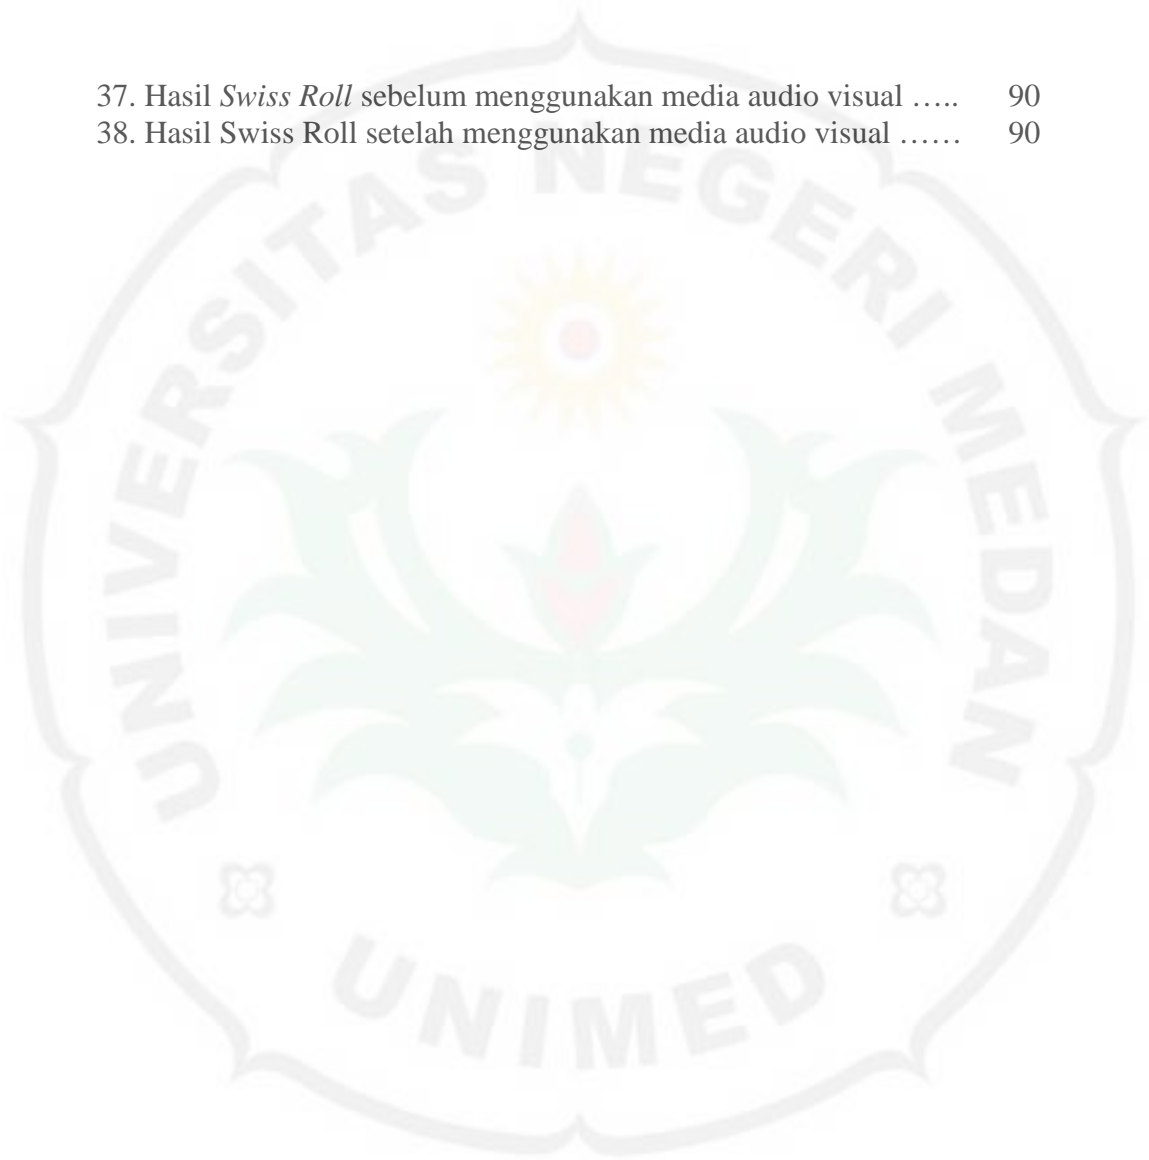 37. Hasil Swiss Roll sebelum menggunakan media audio visual ….. 90
38. Hasil Swiss Roll setelah menggunakan media audio visual …… 90
UNIVERSITAS NEGERI MEDAN
UNIMED